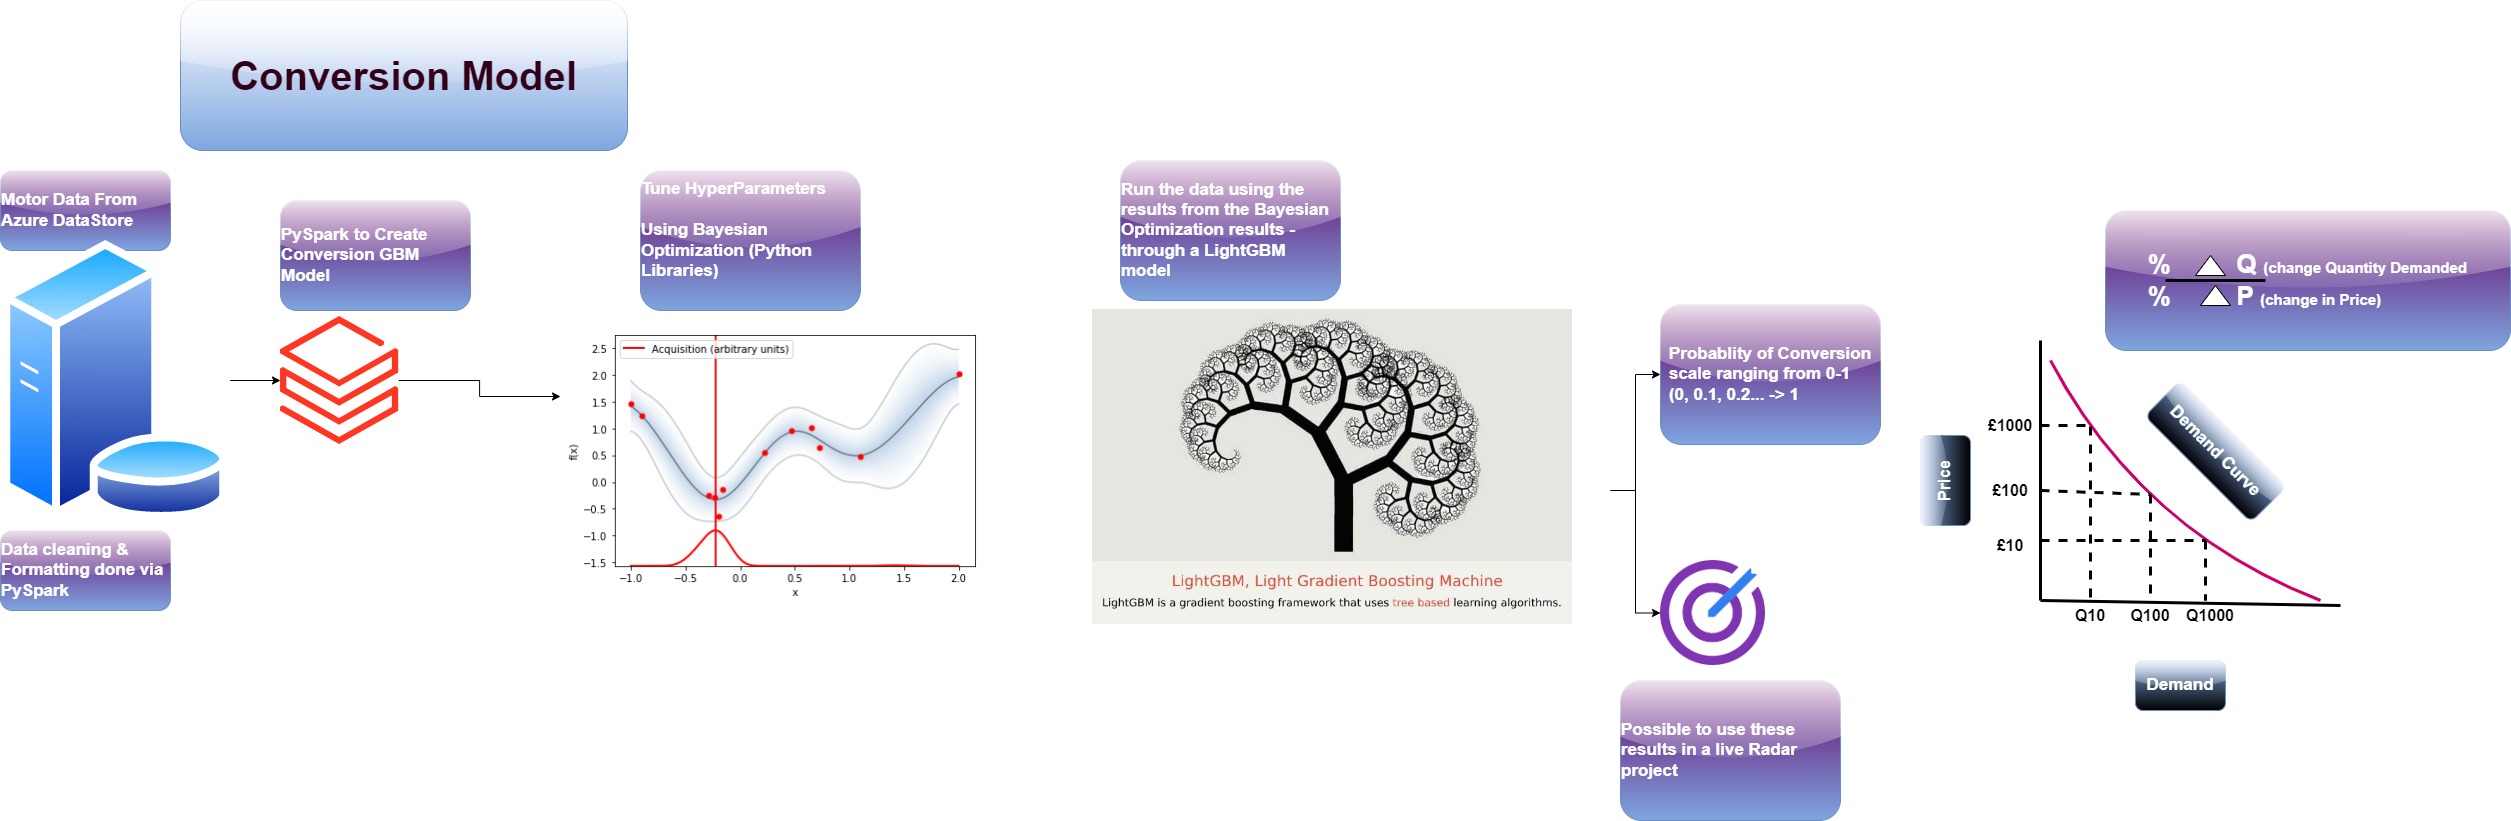 Conversion Model
Motor Data From
Azure DataStore
Data cleaning &
Formatting done via
PySpark
PySpark to Create
Conversion GBM
Model
Tune HyperParameters
Using Bayesian
Optimization (Python
Libraries)
Acquisition (arbitrary units)
2.5
2.0
1.5
1.0
0.5
0.0
−0.5
−1.0
−1.5
f(x)
−1.0 −0.5 0.0 0.5 1.0 1.5 2.0
x
Run the data using the
results from the Bayesian
Optimization results -
through a LightGBM
model
LightGBM, Light Gradient Boosting Machine
LightGBM is a gradient boosting framework that uses tree based learning algorithms.
Probablity of Conversion
scale ranging from 0-1
(0, 0.1, 0.2... -> 1
Possible to use these
results in a live Radar
project
% Q (change Quantity Demanded
% P (change in Price)
Price
£1000
£100
£10
Demand Curve
Q10 Q100 Q1000
Demand